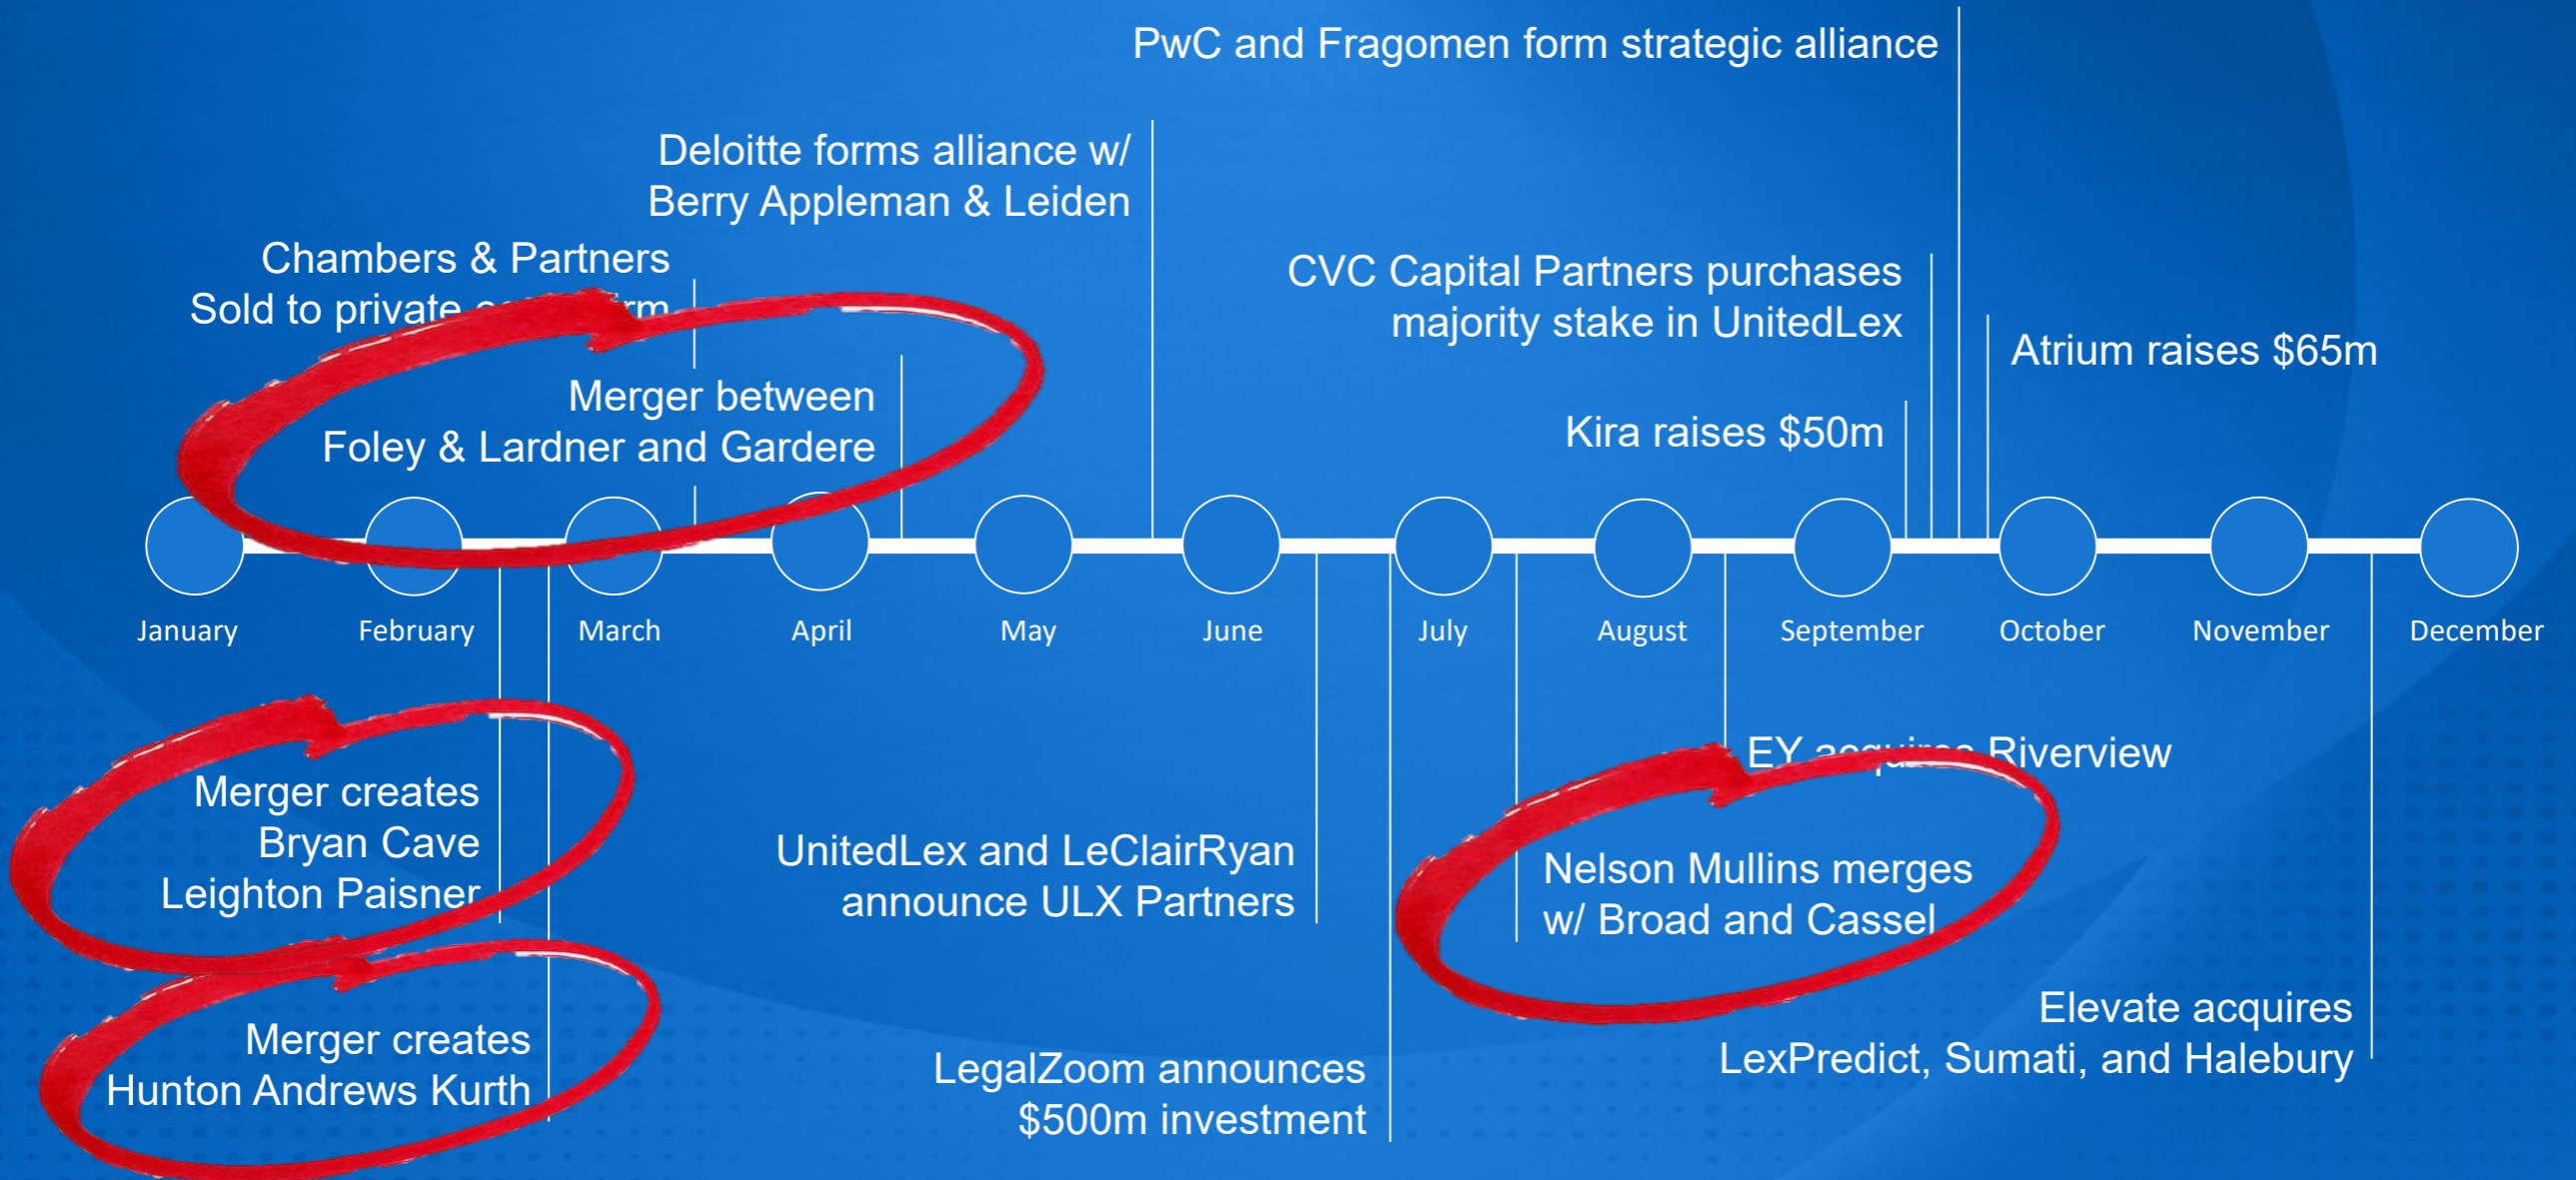 PwC and Fragomen form strategic alliance
Deloitte forms alliance w/
Berry Appleman & Leiden
Chambers & Partners
Sold to private
CVC Capital Partners purchases
majority stake in UnitedLex
Atrium raises $65m
Merger between
Foley & Lardner and Gardere
Kira raises $50m
January
February
March
April
May
June
July
August
September
October
November
December
Merger creates
Bryan Cave
Leighton Paisner
EY acquires Riverview
UnitedLex and LeClairRyan
announce ULX Partners
Nelson Mullins merges
w/ Broad and Cassel
Merger creates
Hunton Andrews Kurth
LegalZoom announces
$500m investment
Elevate acquires
LexPredict, Sumati, and Halebury